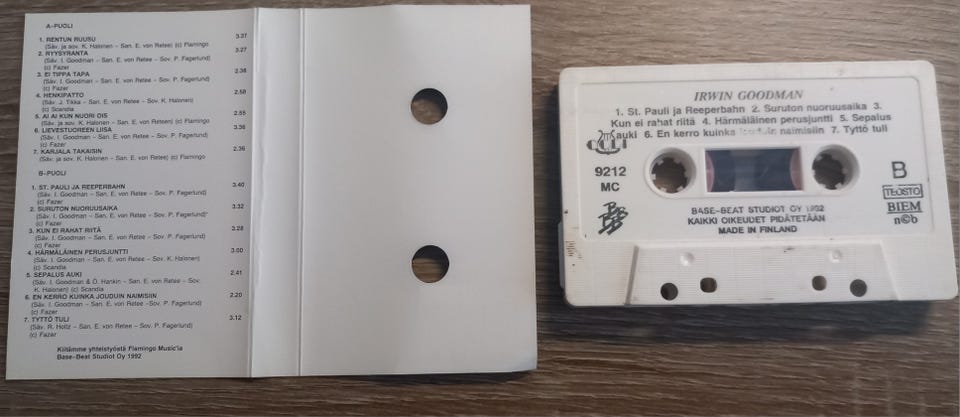 A–PUOLI
1. RENTUN RUUSU 3.37
(Säv. ja sov. K. Halonen – San. E. von Retee) (c) Flamingo
2. RYYSYRANTA 3.27
(Säv. I. Goodman – San. E. von Retee – Sov. P. Fagerlund)
(c) Fazer
3. EI TIPPA TAPA 2.38
(Säv. I. Goodman – San. E. von Retee – Sov. P. Fagerlund)
(c) Fazer
4. HENKIPATTO 2.58
(Säv. J. Tikka – San. E. von Retee – Sov. K. Halonen)
(c) Scandia
5. AI AI KUN NUORI OIS 2.55
(Säv. ja sov. K. Halonen – San. E. von Reteen) (c) Flamingo
6. LIEVESTUOREEN LIISA 3.36
(Säv. I. Goodman – San. E. von Retee – Sov. P. Fagerlund)
(c) Fazer
7. KARJALA TAKAISIN 2.36
(Säv. ja sov. K. Halonen – San. E. von Retee) (c) Flamingo
B–PUOLI
1. ST. PAULI JA REEPERBAHN 3.40
(Säv. I. Goodman – San. E. von Retee – Sov. P. Fagerlund)
(c) Fazer
2. SURUTON NUORUUSAIKA 3.32
(Säv. I. Goodman – San. E. von Retee – Sov. P. Fagerlund)
(c) Fazer
3. KUN EI RAHAT RIITÄ 3.28
(Säv. I. Goodman – San. E. von Retee – Sov. P. Fagerlund)
(c) Fazer
4. HÄRMÄLÄINEN PERUSJUNTTI 3.00
(Säv. I. Goodman – San. E. von Retee – Sov. K. Halonen)
(c) Scandia
5. SEPALUS AUKI 2.41
(Säv. I. Goodman & Ö. Hankin – San. E. von Retee – Sov.
K. Halonen) (c) Scandia
6. EN KERRO KUINKA JOUDUIN NAIMISIIN 2.20
(Säv. I. Goodman – San. E. von Retee –Sov. P. Fagerlund)
(c) Fazer
7. TYTTÖ TULI 3.12
(Säv. R. Holtz – San. E. von Retee – Sov. P. Fagerlund)
(c) Fazer
Kiitämme yhteistyöstä Flamingo Music'ia
Base–Beat Studiot Oy 1992
IRWIN GOODMAN
1. St. Pauli ja Reeperbahn 2. Suruton nuoruusaika 3.
Kun ei rahat riitä 4. Härmäläinen perusjuntti 5. Sepalus
auki 6. En kerro kuinka naimisiin 7. Tyttö tuli
9212
MC
B
TEOSTO
BIEM
n©b
BASE–BEAT STUDIOT OY 1992
KAIKKI OIKEUDET PIDÄTETÄÄN
MADE IN FINLAND